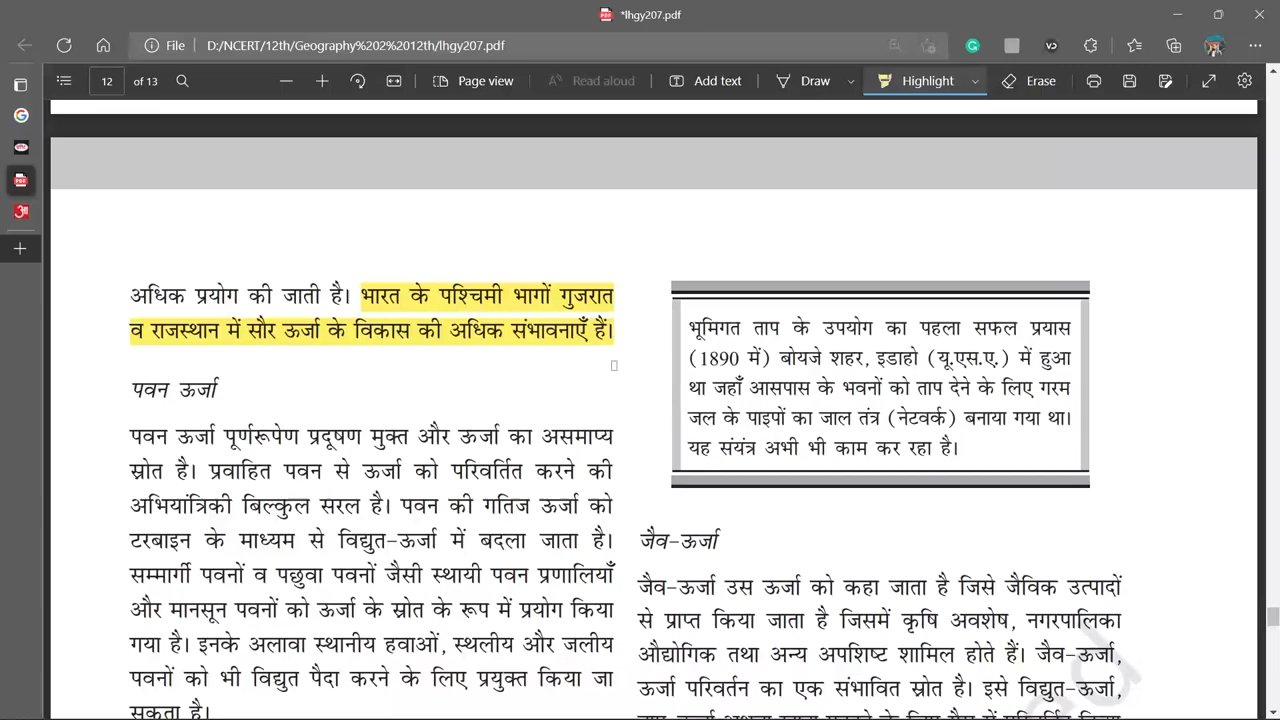 *lhgy207.pdf
File D:/NCERT/12th/Geography%202%2012th/lhgy207.pdf
12 of 13 Page view Read aloud Add text Draw Highlight Erase
अधिक प्रयोग की जाती है। भारत के पश्चिमी भागों गुजरात
व राजस्थान में सौर ऊर्जा के विकास की अधिक संभावनाएँ हैं।
पवन ऊर्जा
पवन ऊर्जा पूर्णरूपेण प्रदूषण मुक्त और ऊर्जा का असमाप्य
स्रोत है। प्रवाहित पवन से ऊर्जा को परिवर्तित करने की
अभियांत्रिकी बिल्कुल सरल है। पवन की गतिज ऊर्जा को
टरबाइन के माध्यम से विद्युत-ऊर्जा में बदला जाता है।
सम्मार्गी पवनों व पछुवा पवनों जैसी स्थायी पवन प्रणालियाँ
और मानसून पवनों को ऊर्जा के स्रोत के रूप में प्रयोग किया
गया है। इनके अलावा स्थानीय हवाओं, स्थलीय और जलीय
पवनों को भी विद्युत पैदा करने के लिए प्रयुक्त किया जा
सकता है।
भूमिगत ताप के उपयोग का पहला सफल प्रयास
(1890 में) बोयजे शहर, इडाहो (यू.एस.ए.) में हुआ
था जहाँ आसपास के भवनों को ताप देने के लिए गरम
जल के पाइपों का जाल तंत्र (नेटवर्क) बनाया गया था।
यह संयंत्र अभी भी काम कर रहा है।
जैव-ऊर्जा
जैव-ऊर्जा उस ऊर्जा को कहा जाता है जिसे जैविक उत्पादों
से प्राप्त किया जाता है जिसमें कृषि अवशेष, नगरपालिका
औद्योगिक तथा अन्य अपशिष्ट शामिल होते हैं। जैव-ऊर्जा,
ऊर्जा परिवर्तन का एक संभावित स्रोत है। इसे विद्युत-ऊर्जा,